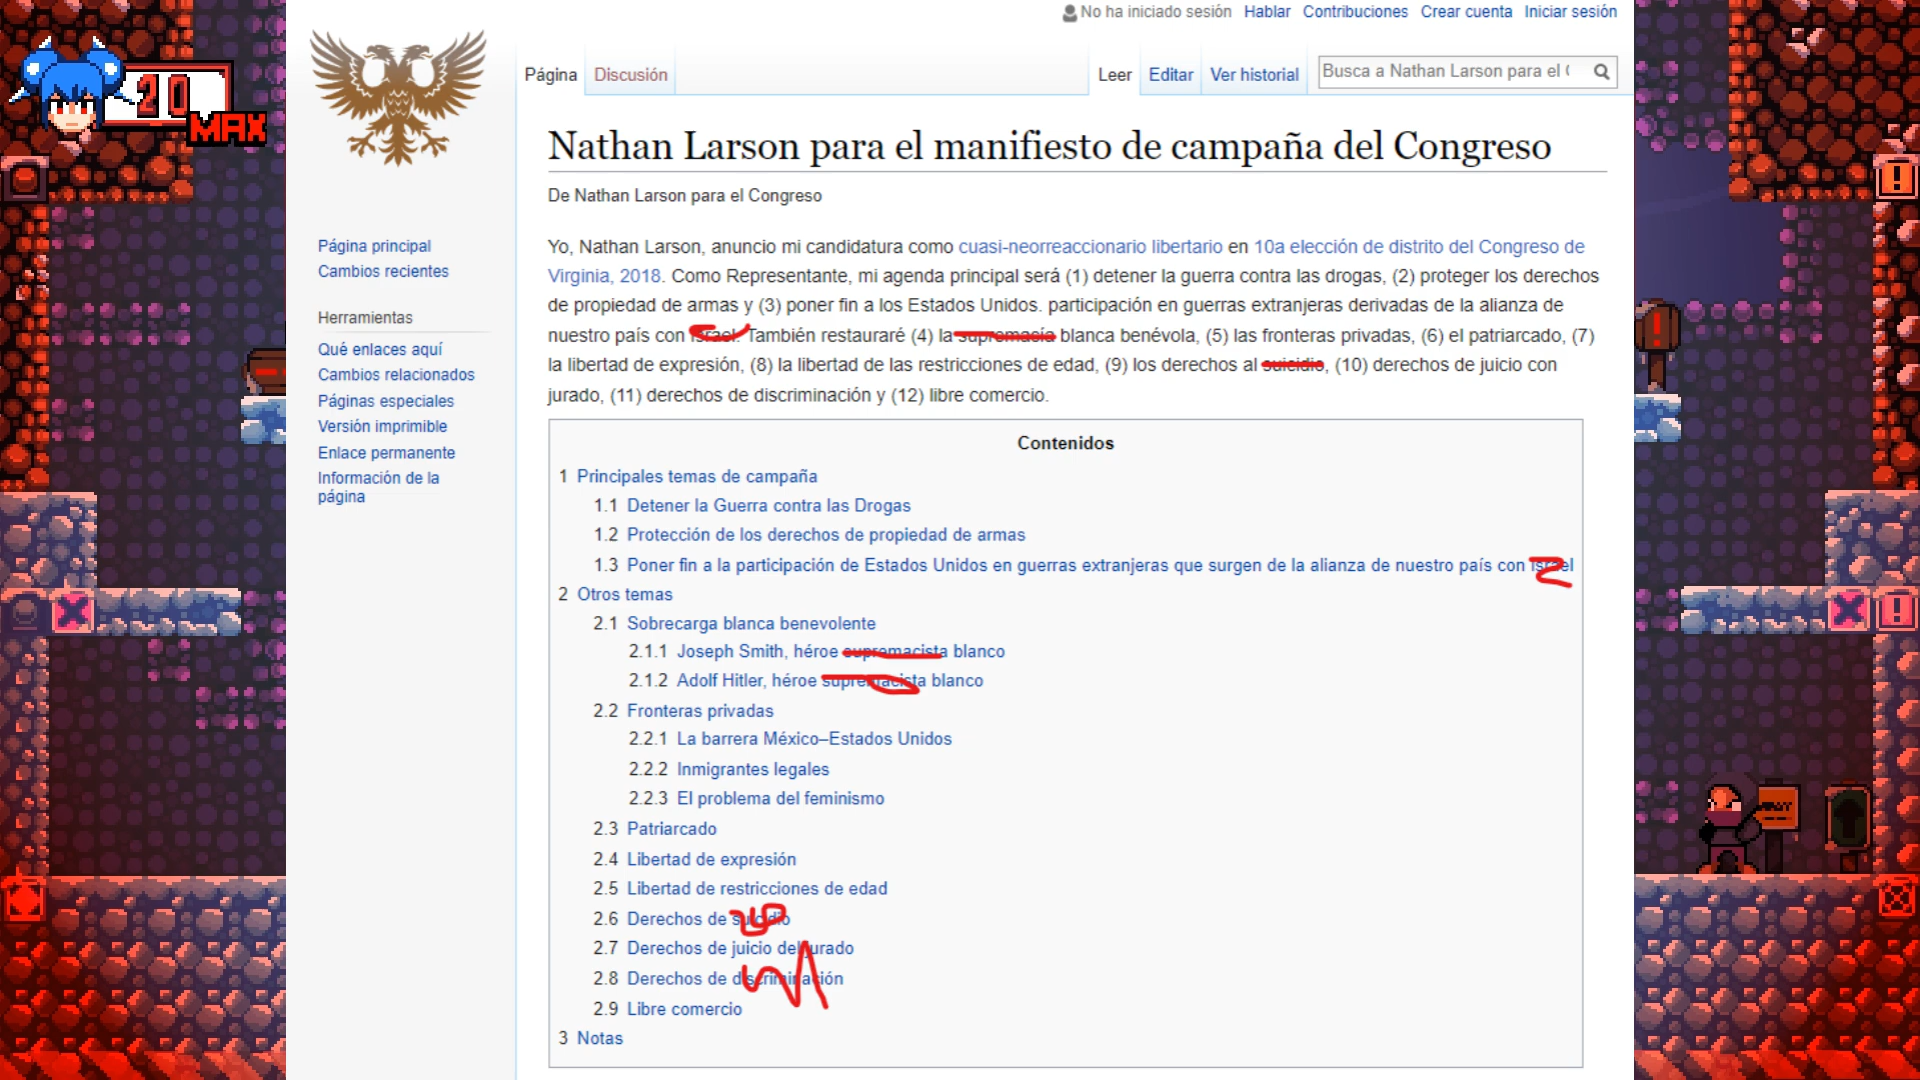 No ha iniciado sesión Hablar Contribuciones Crear cuenta Iniciar sesión
20
MAX
Página Discusión Leer Editar Ver historial Busca a Nathan Larson para el
Nathan Larson para el manifiesto de campaña del Congreso
De Nathan Larson para el Congreso
Página principal
Cambios recientes
Herramientas
Qué enlaces aquí
Cambios relacionados
Páginas especiales
Versión imprimible
Enlace permanente
Información de la
página
Yo, Nathan Larson, anuncio mi candidatura como cuasi-neorreaccionario libertario en 10a elección de distrito del Congreso de
Virginia, 2018. Como Representante, mi agenda principal será (1) detener la guerra contra las drogas, (2) proteger los derechos
de propiedad de armas y (3) poner fin a los Estados Unidos. participación en guerras extranjeras derivadas de la alianza de
nuestro país con Israel. También restauraré (4) la supremacía blanca benévola, (5) las fronteras privadas, (6) el patriarcado, (7)
la libertad de expresión, (8) la libertad de las restricciones de edad, (9) los derechos al suicidio, (10) derechos de juicio con
jurado, (11) derechos de discriminación y (12) libre comercio.
Contenidos
1 Principales temas de campaña
1.1 Detener la Guerra contra las Drogas
1.2 Protección de los derechos de propiedad de armas
1.3 Poner fin a la participación de Estados Unidos en guerras extranjeras que surgen de la alianza de nuestro país con Israel
2 Otros temas
2.1 Sobrecarga blanca benevolente
2.1.1 Joseph Smith, héroe supremacista blanco
2.1.2 Adolf Hitler, héroe supremacista blanco
2.2 Fronteras privadas
2.2.1 La barrera México–Estados Unidos
2.2.2 Inmigrantes legales
2.2.3 El problema del feminismo
2.3 Patriarcado
2.4 Libertad de expresión
2.5 Libertad de restricciones de edad
2.6 Derechos de suicidio
2.7 Derechos de juicio del jurado
2.8 Derechos de discriminación
2.9 Libre comercio
3 Notas